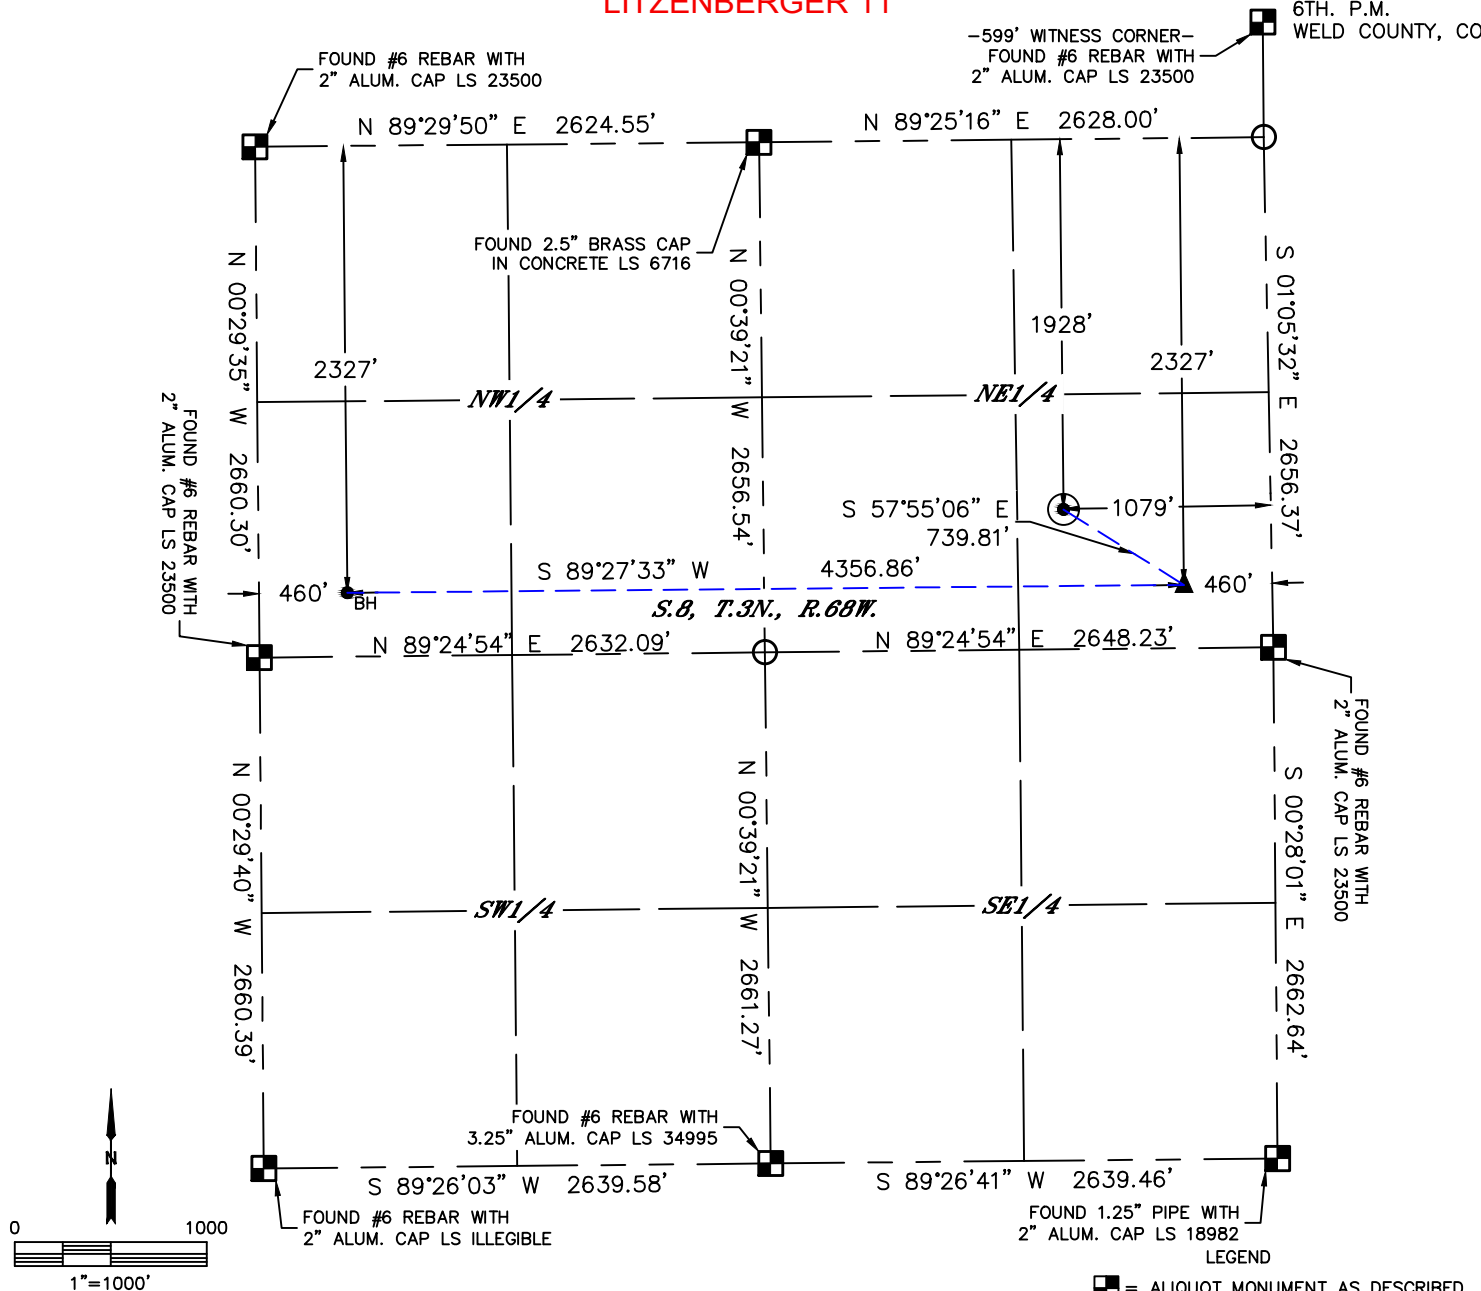 LITZENBERGER 11
6TH. P.M.
WELD COUNTY, CO
-599' WITNESS CORNER-
FOUND #6 REBAR WITH
2" ALUM. CAP LS 23500
FOUND #6 REBAR WITH
2" ALUM. CAP LS 23500
N 89°29'50" E 2624.55'
N 89°25'16" E 2628.00'
FOUND 2.5" BRASS CAP
IN CONCRETE LS 6716
N 00°29'35" W 2660.30'
N 00°39'21" W 2656.54'
S 01°05'32" E 2656.37'
2327'
1928'
2327'
NW1/4
NE1/4
FOUND #6 REBAR WITH
2" ALUM. CAP LS 23500
S 57°55'06" E
739.81'
1079'
S 89°27'33" W 4356.86'
460'
BH
460'
S.8, T.3N., R.68W.
N 89°24'54" E 2632.09'
N 89°24'54" E 2648.23'
FOUND #6 REBAR WITH
2" ALUM. CAP LS 23500
N 00°29'40" W 2660.39'
N 00°39'21" W 2661.27'
S 00°28'01" E 2662.64'
SW1/4
SE1/4
FOUND #6 REBAR WITH
3.25" ALUM. CAP LS 34995
S 89°26'03" W 2639.58'
S 89°26'41" W 2639.46'
FOUND #6 REBAR WITH
2" ALUM. CAP LS ILLEGIBLE
FOUND 1.25" PIPE WITH
2" ALUM. CAP LS 18982
N
0 1000
1"=1000'
LEGEND
= ALIQUOT MONUMENT AS DESCRIBED